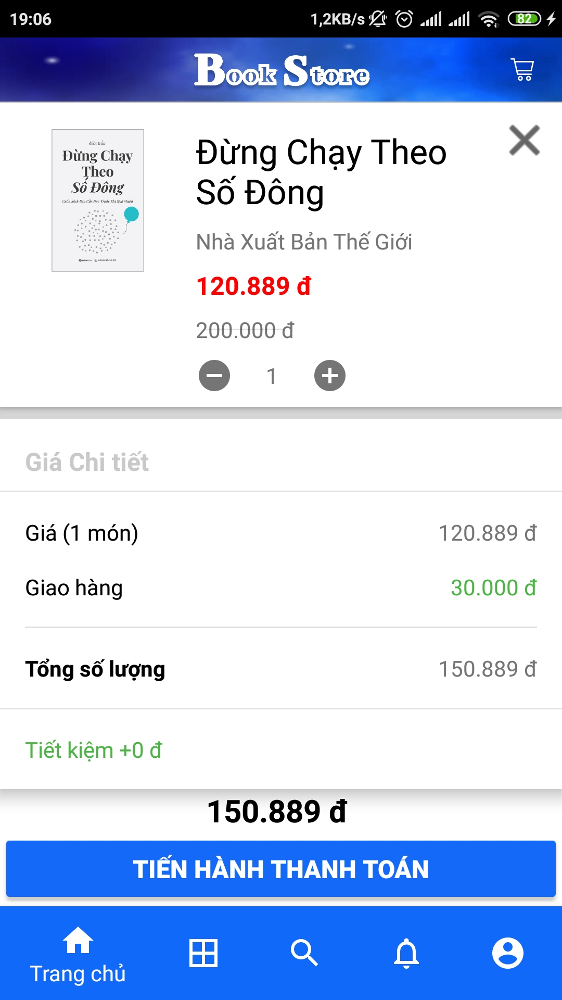 19:06 1,2KB/s 82
Book Store
kiên trần
Đừng Chạy
Theo
Số Đông
Cuốn Sách Bạn Cần Đọc Trước Khi Quá Muộn
Đừng Chạy Theo
Số Đông
Nhà Xuất Bản Thế Giới
120.889 đ
200.000 đ
1
Giá Chi tiết
Giá (1 món) 120.889 đ
Giao hàng 30.000 đ
Tổng số lượng 150.889 đ
Tiết kiệm +0 đ
150.889 đ
TIẾN HÀNH THANH TOÁN
Trang chủ